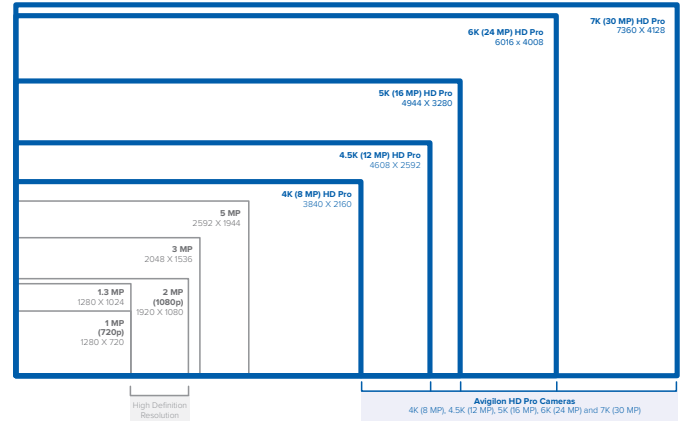 7K (30 MP) HD Pro
7360 X 4128
6K (24 MP) HD Pro
6016 x 4008
5K (16 MP) HD Pro
4944 X 3280
4.5K (12 MP) HD Pro
4608 X 2592
4K (8 MP) HD Pro
3840 X 2160
5 MP
2592 X 1944
3 MP
2048 X 1536
1.3 MP
1280 X 1024
2 MP
(1080p)
1920 X 1080
1 MP
(720p)
1280 X 720
High Definition
Resolution
Avigilon HD Pro Cameras
4K (8 MP), 4.5K (12 MP), 5K (16 MP), 6K (24 MP) and 7K (30 MP)